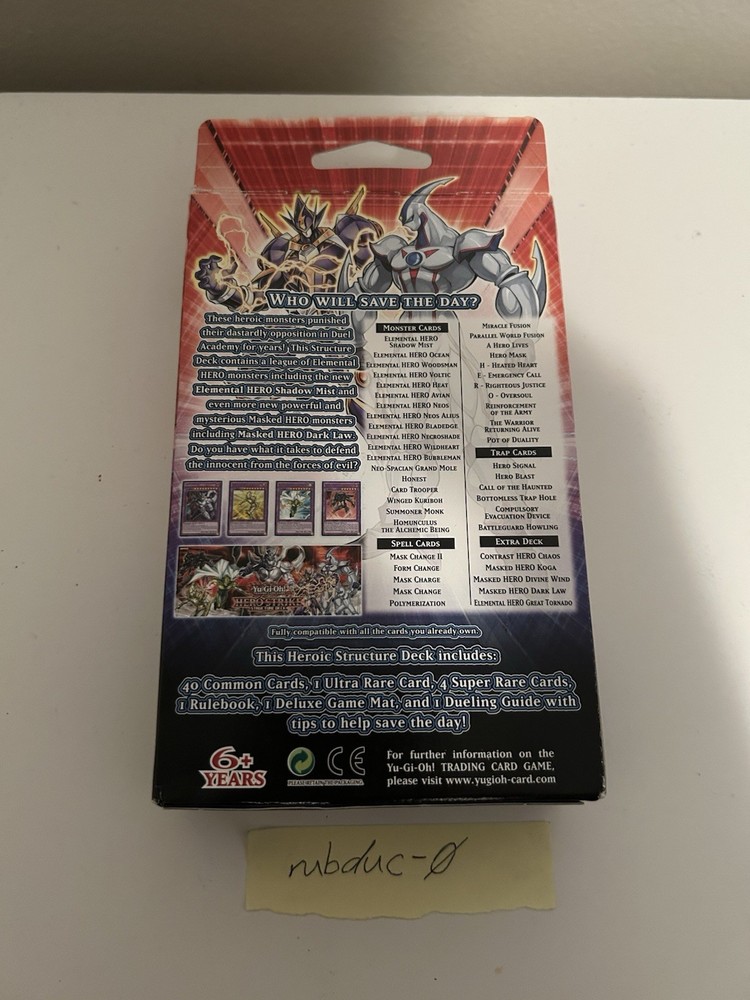 WHO WILL SAVE THE DAY?
These heroic monsters punished
their dastardly opposition in Duel
Academy for years! This Structure
Deck contains a league of Elemental
HERO monsters including the new
Elemental HERO Shadow Mist and
even more new powerful and
mysterious Masked HERO monsters
including Masked HERO Dark Law.
Do you have what it takes to defend
the innocent from the forces of evil?
MONSTER CARDS
ELEMENTAL HERO
SHADOW MIST
ELEMENTAL HERO OCEAN
ELEMENTAL HERO WOODSMAN
ELEMENTAL HERO VOLTIC
ELEMENTAL HERO HEAT
ELEMENTAL HERO AVIAN
ELEMENTAL HERO NEOS
ELEMENTAL HERO NEOS ALIUS
ELEMENTAL HERO BLADEDGE
ELEMENTAL HERO NECROSHADE
ELEMENTAL HERO WILDHEART
ELEMENTAL HERO BUBBLEMAN
NEO-SPACIAN GRAND MOLE
HONEST
CARD TROOPER
WINGED KURIBOH
SUMMONER MONK
HOMUNCULUS
THE ALCHEMIC BEING
SPELL CARDS
MASK CHANGE II
FORM CHANGE
MASK CHARGE
MASK CHANGE
POLYMERIZATION
MIRACLE FUSION
PARALLEL WORLD FUSION
A HERO LIVES
HERO MASK
H - HEATED HEART
E - EMERGENCY CALL
R - RIGHTEOUS JUSTICE
O - OVERSOUL
REINFORCEMENT
OF THE ARMY
THE WARRIOR
RETURNING ALIVE
POT OF DUALITY
TRAP CARDS
HERO SIGNAL
HERO BLAST
CALL OF THE HAUNTED
BOTTOMLESS TRAP HOLE
COMPULSORY
EVACUATION DEVICE
BATTLEGUARD HOWLING
EXTRA DECK
CONTRAST HERO CHAOS
MASKED HERO KOGA
MASKED HERO DIVINE WIND
MASKED HERO DARK LAW
ELEMENTAL HERO GREAT TORNADO
Yu-Gi-Oh!
HERO STRIKE
Fully compatible with all the cards you already own.
This Heroic Structure Deck includes:
40 Common Cards, 1 Ultra Rare Card, 4 Super Rare Cards,
1 Rulebook, 1 Deluxe Game Mat, and 1 Dueling Guide with
tips to help save the day!
6+
YEARS
PLEASE RETAIN THE PACKAGING
CE
For further information on the
Yu-Gi-Oh! TRADING CARD GAME,
please visit www.yugioh-card.com
rubduc-0